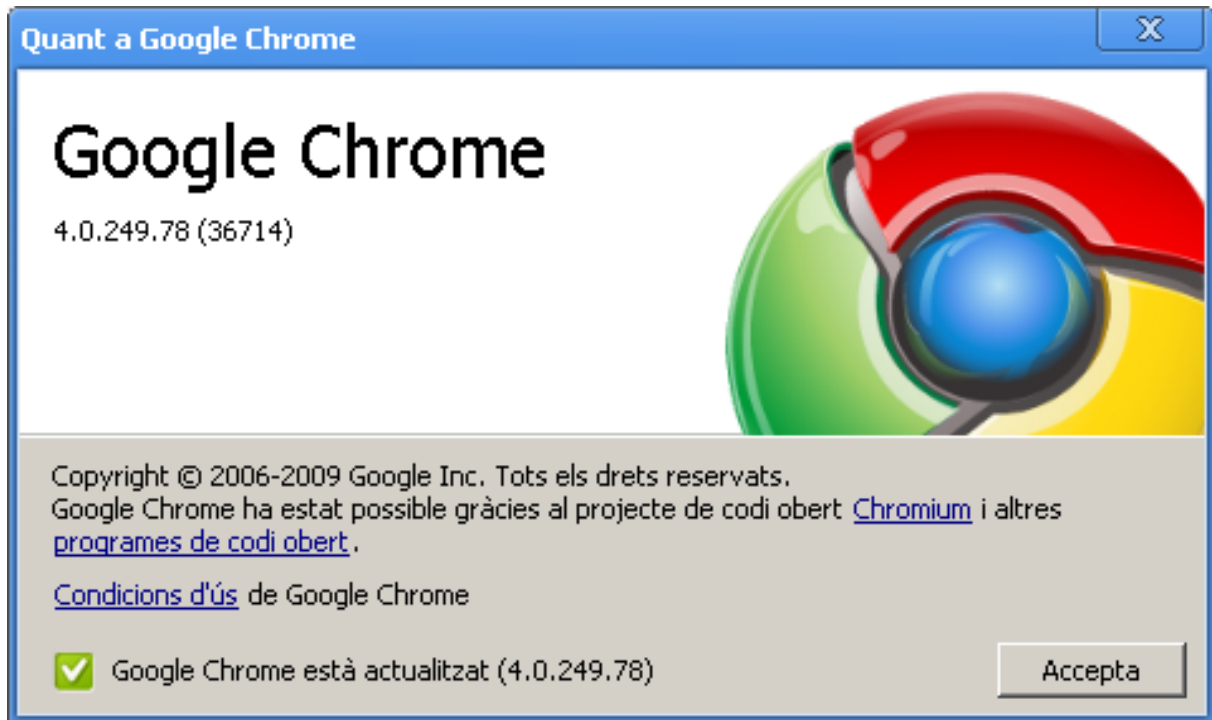 Quant a Google Chrome
Google Chrome
4.0.249.78 (36714)
Copyright © 2006-2009 Google Inc. Tots els drets reservats.
Google Chrome ha estat possible gràcies al projecte de codi obert Chromium i altres
programes de codi obert.
Condicions d'ús de Google Chrome
Google Chrome està actualitzat (4.0.249.78)
Accepta